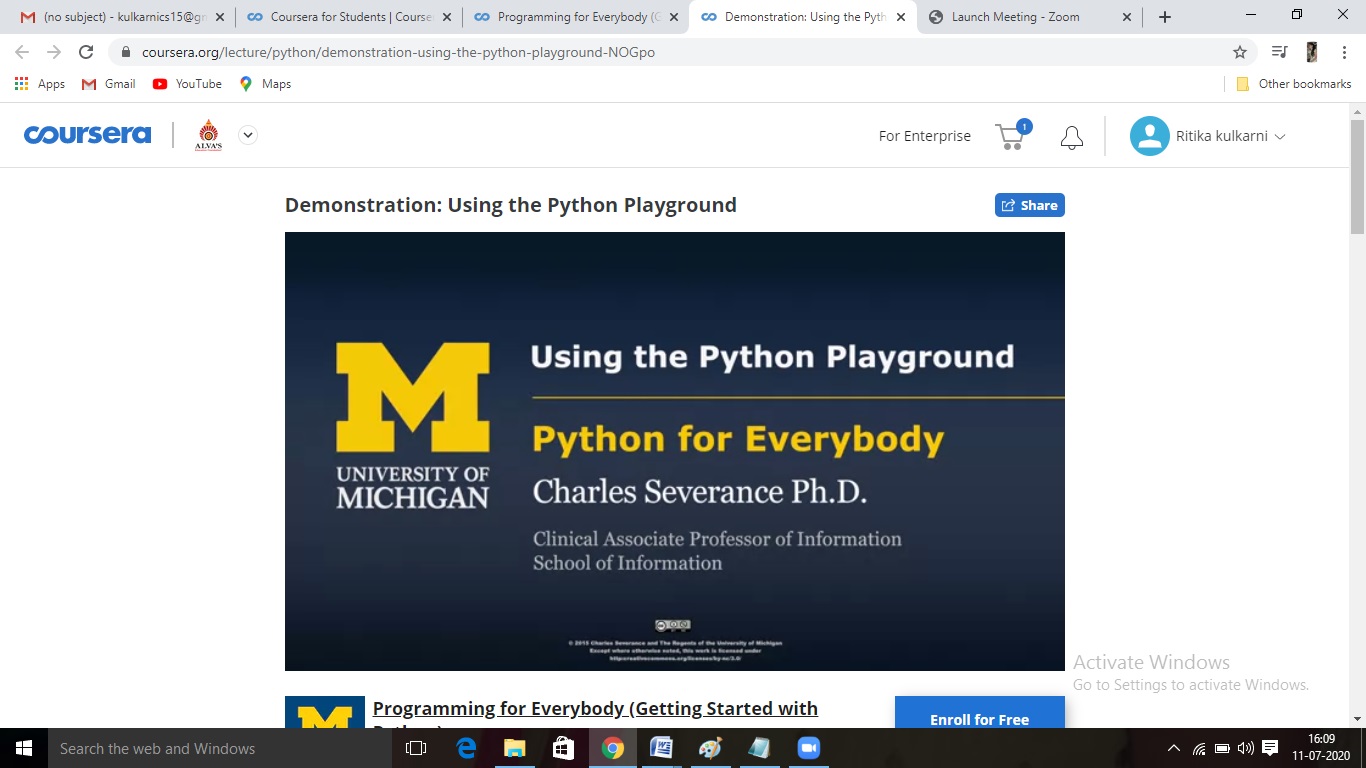 (no subject) - kulkarnics15@gn
Coursera for Students | Course
Programming for Everybody (G
Demonstration: Using the Pyth
Launch Meeting - Zoom
coursera.org/lecture/python/demonstration-using-the-python-playground-NOGpo
Apps
Gmail
YouTube
Maps
Other bookmarks
coursera
ALVA'S
For Enterprise
1
Ritika kulkarni
Demonstration: Using the Python Playground
Share
Using the Python Playground
Python for Everybody
M
UNIVERSITY OF
MICHIGAN
Charles Severance Ph.D.
Clinical Associate Professor of Information
School of Information
© 2015 Charles Severance and The Regents of the University of Michigan
Except where otherwise noted, this work is licensed under
Activate Windows
Go to Settings to activate Windows.
Programming for Everybody (Getting Started with
Python)
Enroll for Free
Search the web and Windows
16:09
11-07-2020